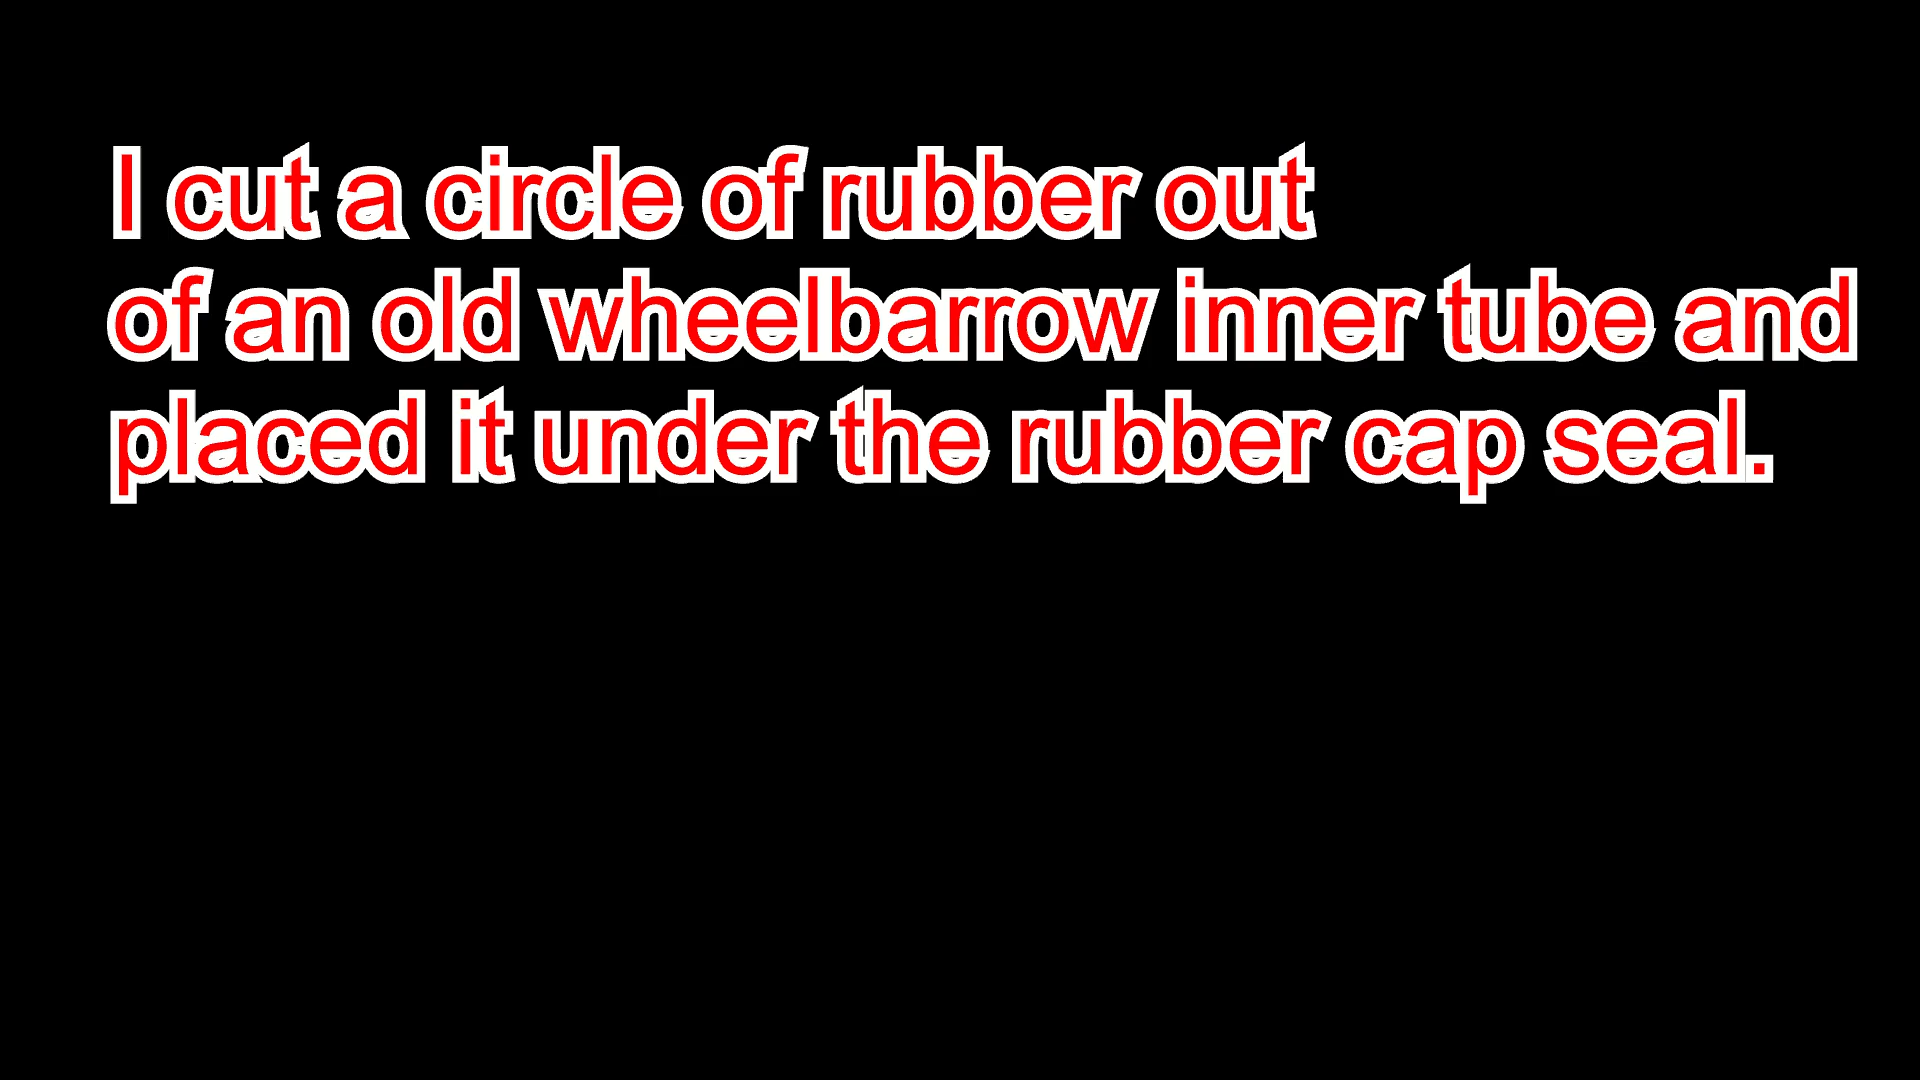 I cut a circle of rubber out
of an old wheelbarrow inner tube and
placed it under the rubber cap seal.